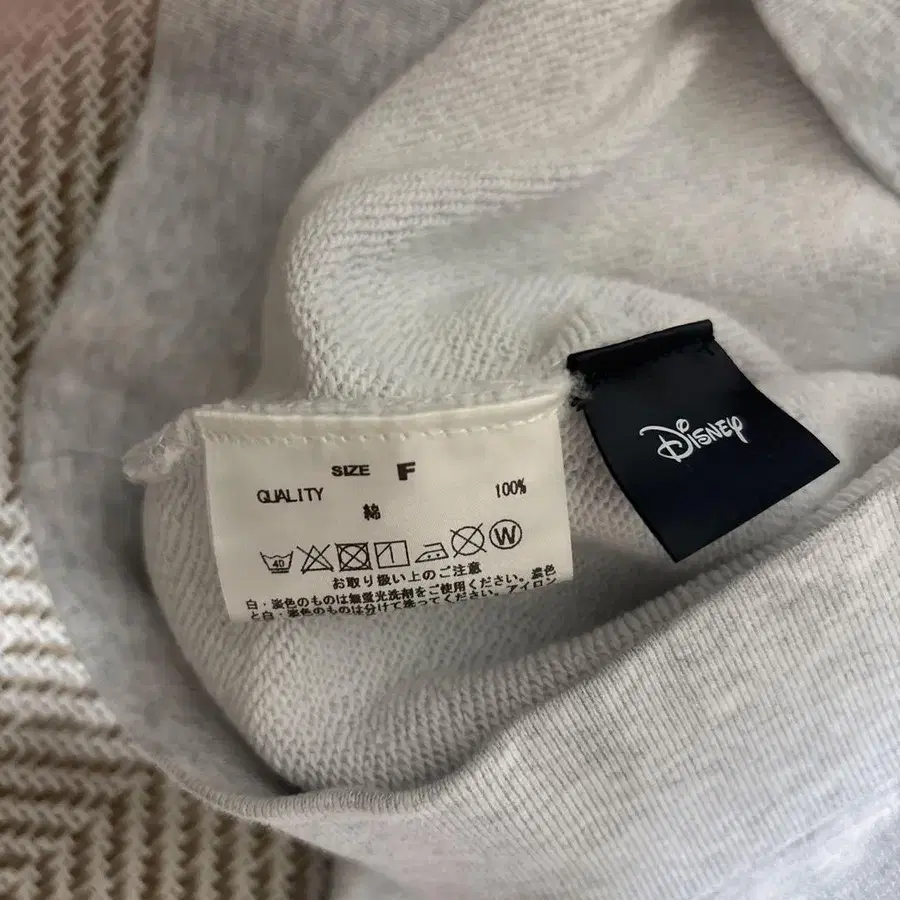 SIZE F
QUALITY
綿 100%
40 W
お取り扱い上のご注意
白・淡色のものは無蛍光洗剤をご使用ください。濃色
と白・淡色のものは分けて洗ってください。アイロン
Disney